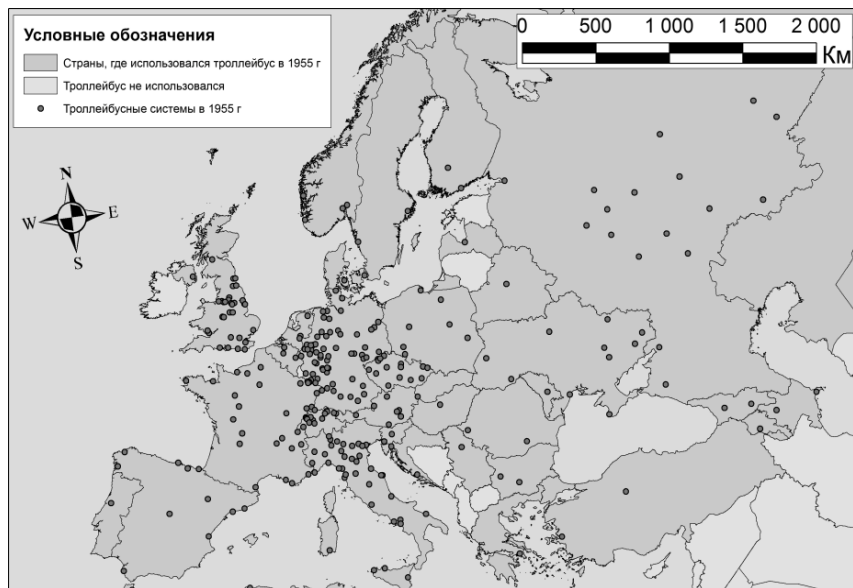 Условные обозначения
Страны, где использовался троллейбус в 1955 г
Троллейбус не использовался
Троллейбусные системы в 1955 г
0 500 1 000 1 500 2 000
Км
N
W E
S